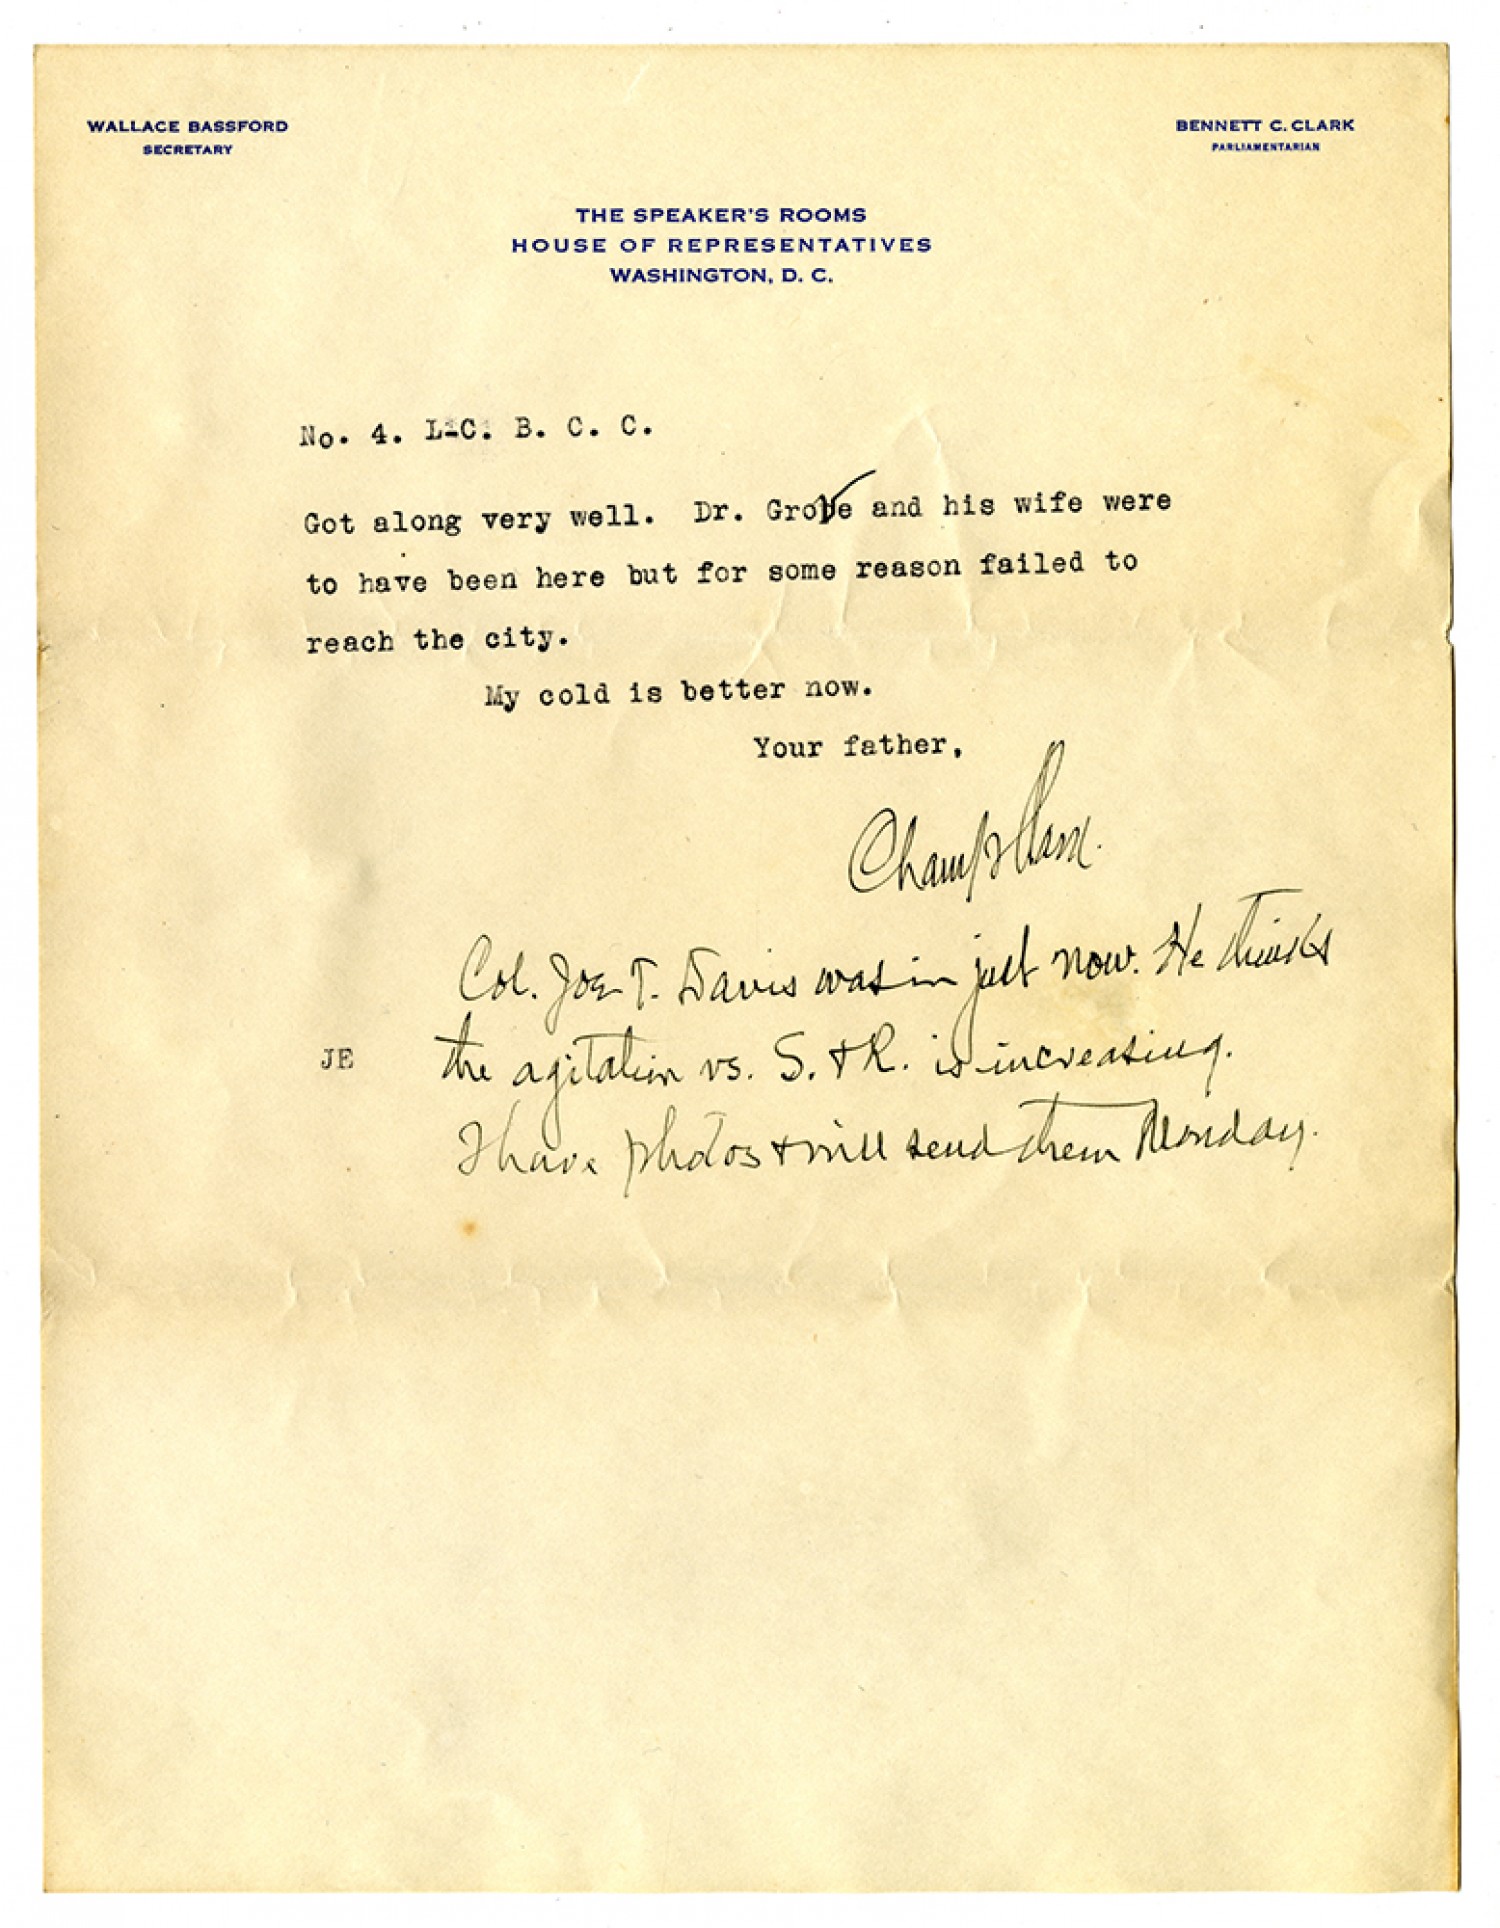 WALLACE BASSFORD
SECRETARY
BENNETT C. CLARK
PARLIAMENTARIAN
THE SPEAKER'S ROOMS
HOUSE OF REPRESENTATIVES
WASHINGTON, D. C.
No. 4. L-C. B. C. C.
Got along very well. Dr. Grove and his wife were
to have been here but for some reason failed to
reach the city.
My cold is better now.
Your father,
Champ Clark.
Col. Joe T. Davis was in just now. He thinks
JE
the agitation vs. S. & R. is increasing.
I have photos & will send them Monday.